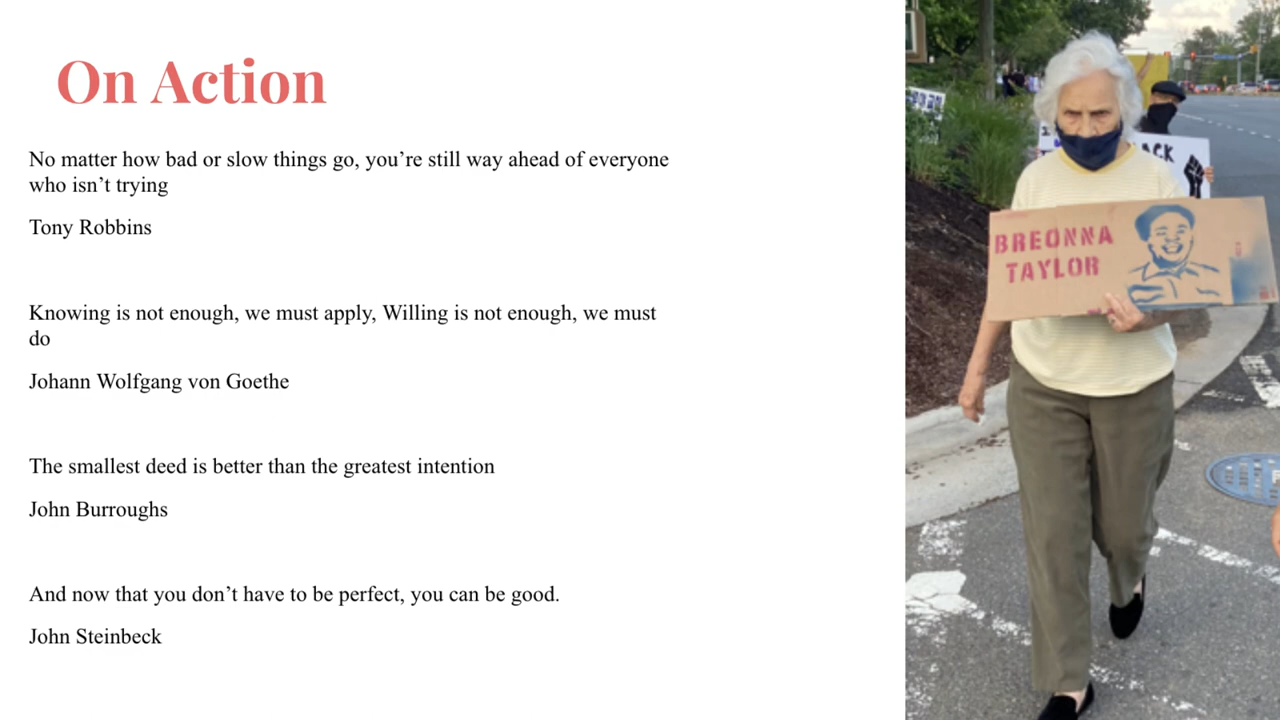 On Action
No matter how bad or slow things go, you’re still way ahead of everyone
who isn’t trying
Tony Robbins
Knowing is not enough, we must apply, Willing is not enough, we must
do
Johann Wolfgang von Goethe
The smallest deed is better than the greatest intention
John Burroughs
And now that you don’t have to be perfect, you can be good.
John Steinbeck
BREONNA
TAYLOR